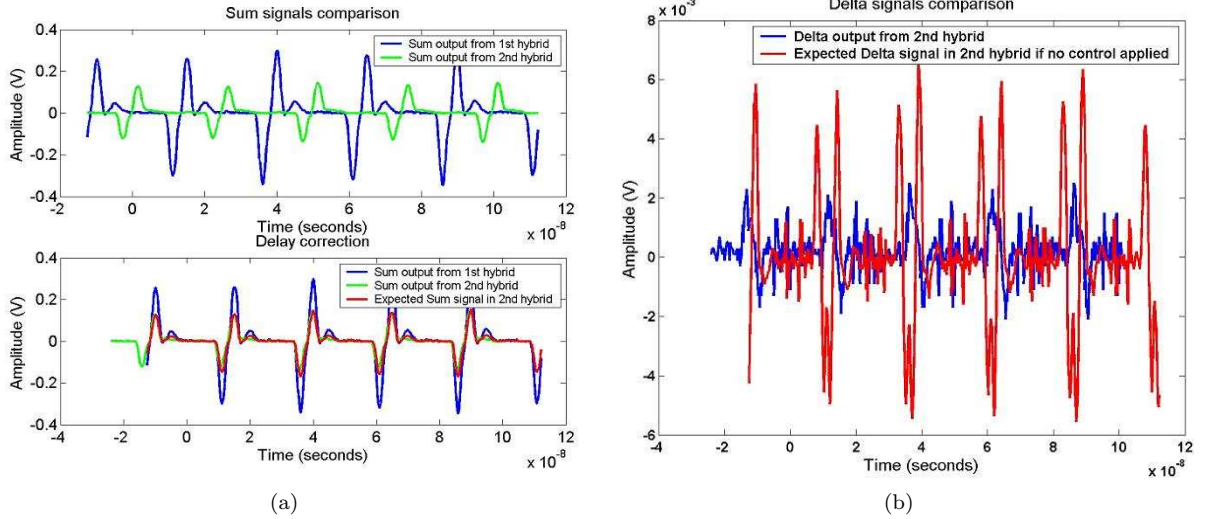 Sum signals comparison
0.4
0.2
0
-0.2
-0.4
Amplitude (V)
Sum output from 1st hybrid
Sum output from 2nd hybrid
-2 0 2 4 6 8 10 12
Time (seconds)
x 10⁻⁸
Delay correction
0.4
0.2
0
-0.2
-0.4
Amplitude (V)
Sum output from 1st hybrid
Sum output from 2nd hybrid
Expected Sum signal in 2nd hybrid
-4 -2 0 2 4 6 8 10 12
Time (seconds)
x 10⁻⁸
(a)
x 10⁻³
Delta signals comparison
8
6
4
2
0
-2
-4
-6
Amplitude (V)
Delta output from 2nd hybrid
Expected Delta signal in 2nd hybrid if no control applied
-4 -2 0 2 4 6 8 10 12
Time (seconds)
x 10⁻⁸
(b)